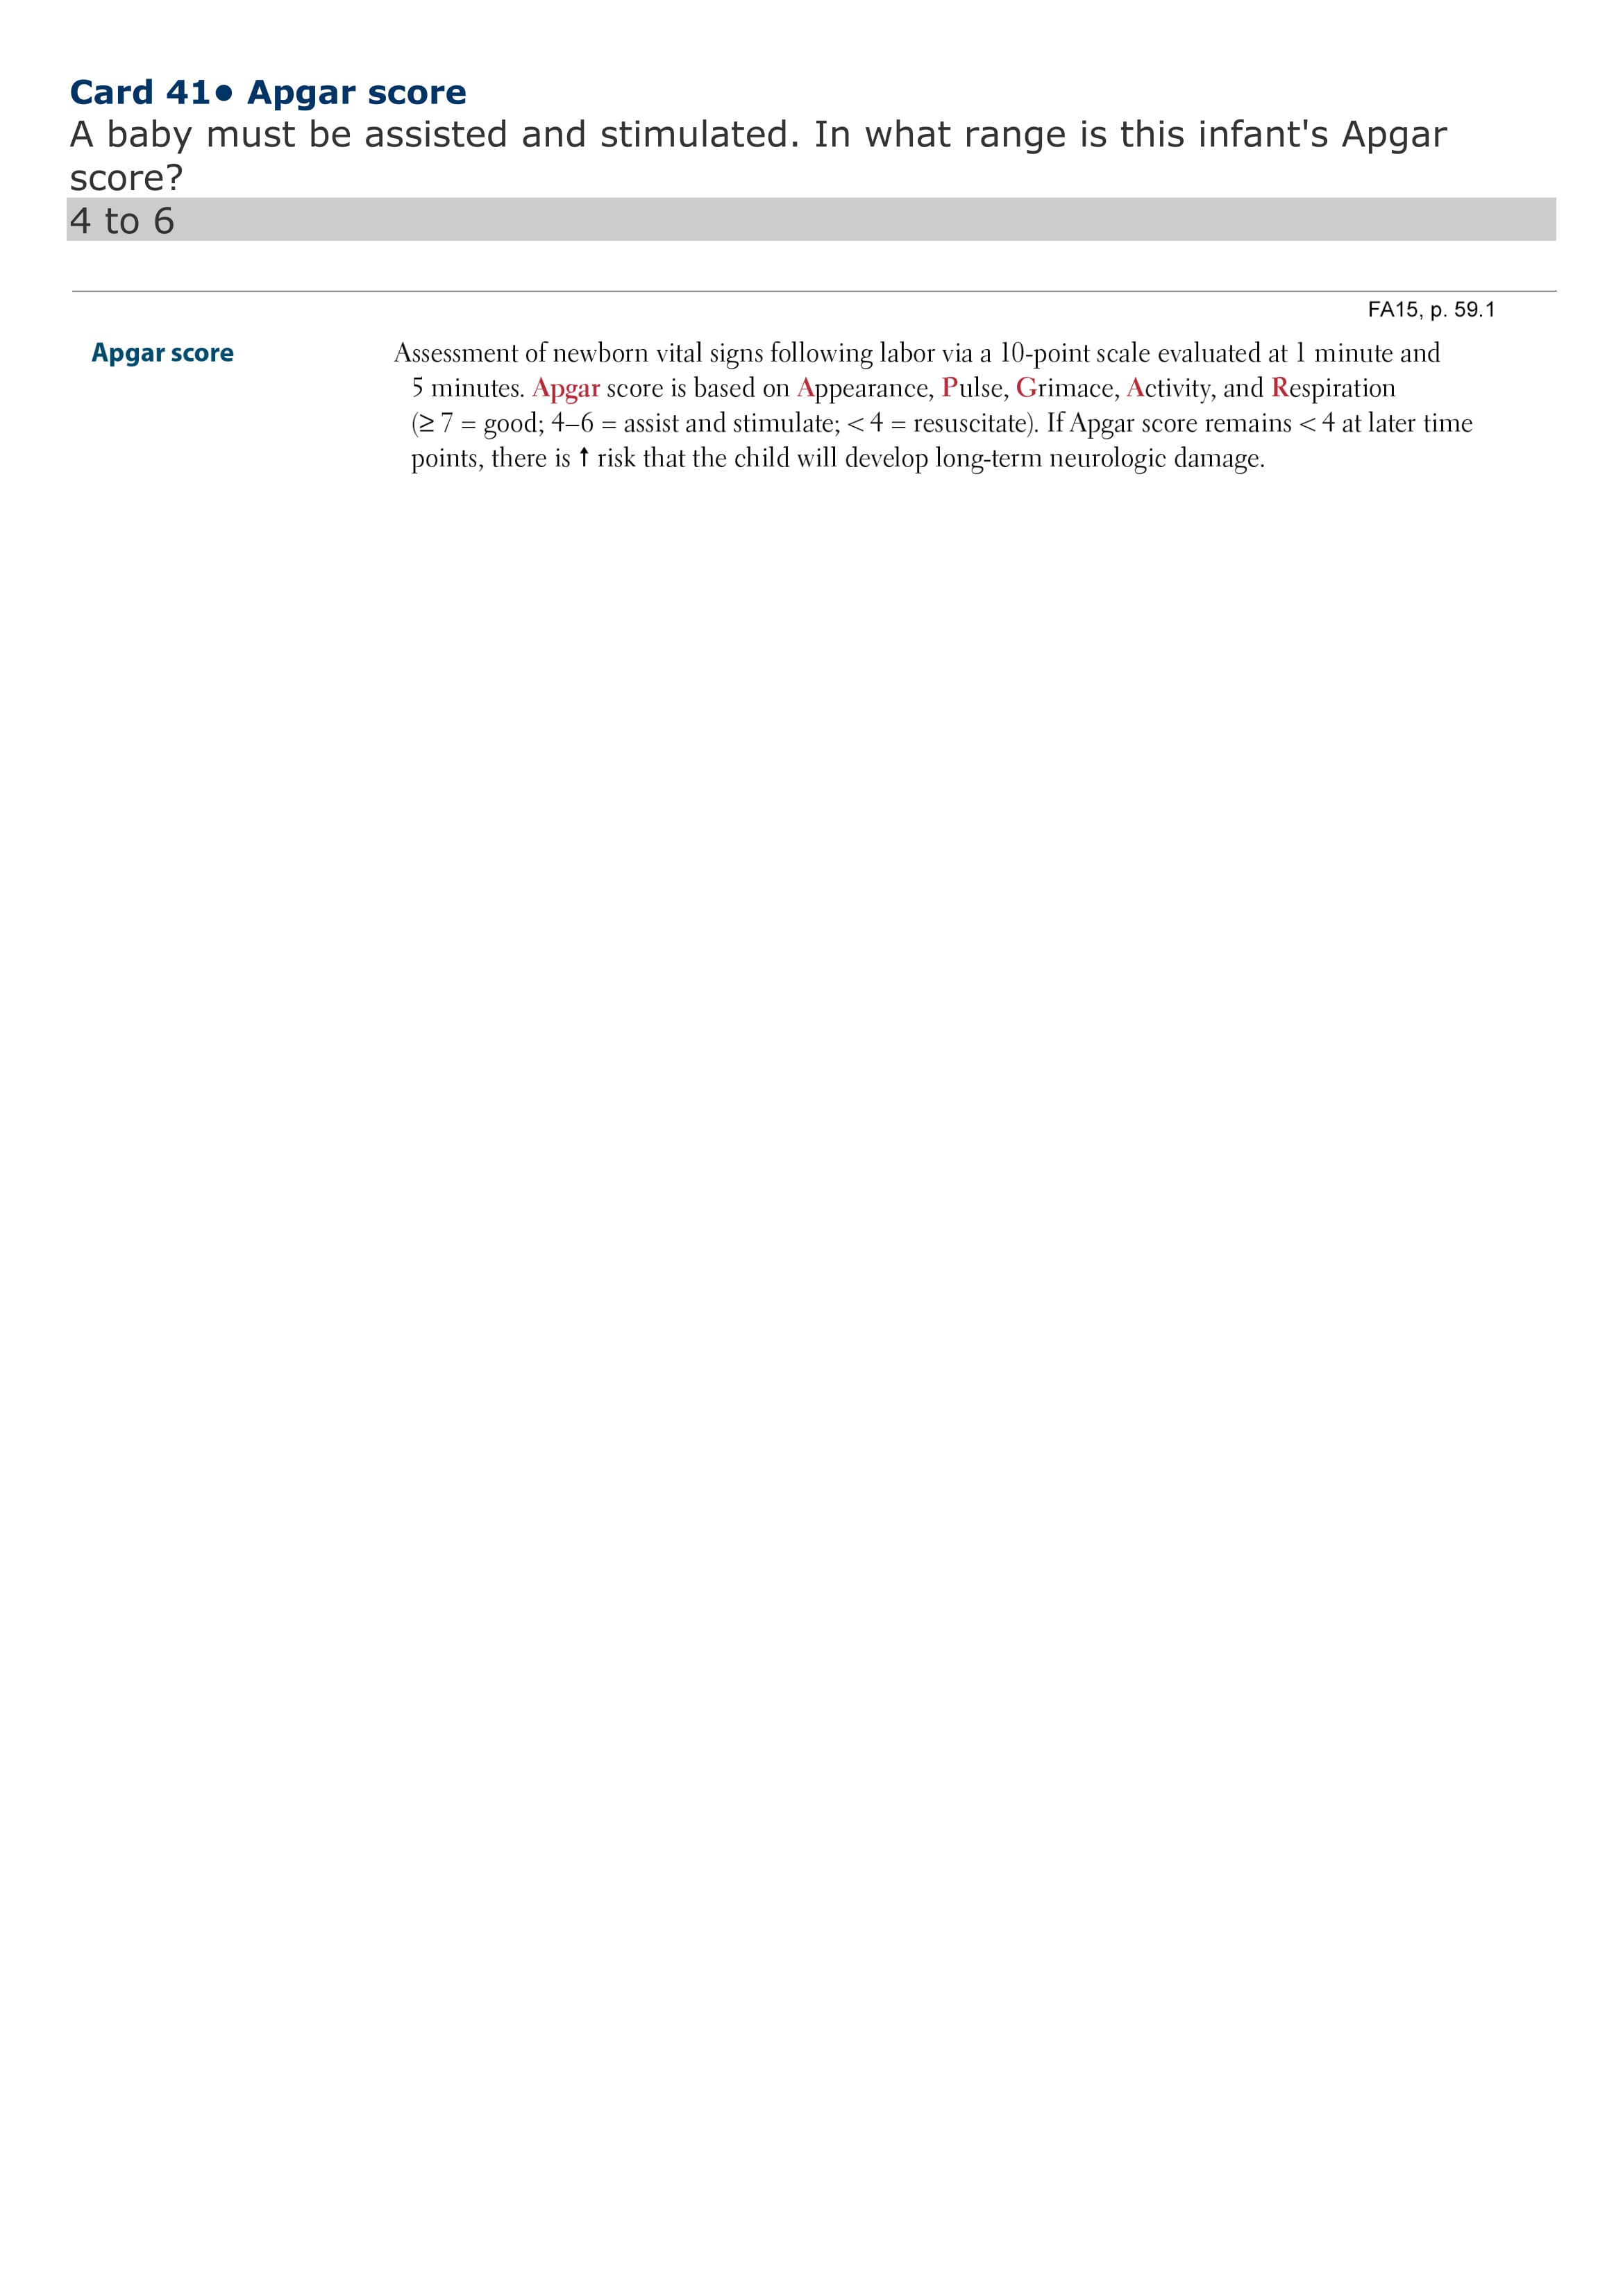 Card 41● Apgar score
A baby must be assisted and stimulated. In what range is this infant's Apgar
score?
4 to 6
FA15, p. 59.1
Apgar score
Assessment of newborn vital signs following labor via a 10-point scale evaluated at 1 minute and
5 minutes. Apgar score is based on Appearance, Pulse, Grimace, Activity, and Respiration
(≥ 7 = good; 4–6 = assist and stimulate; < 4 = resuscitate). If Apgar score remains < 4 at later time
points, there is ↑ risk that the child will develop long-term neurologic damage.